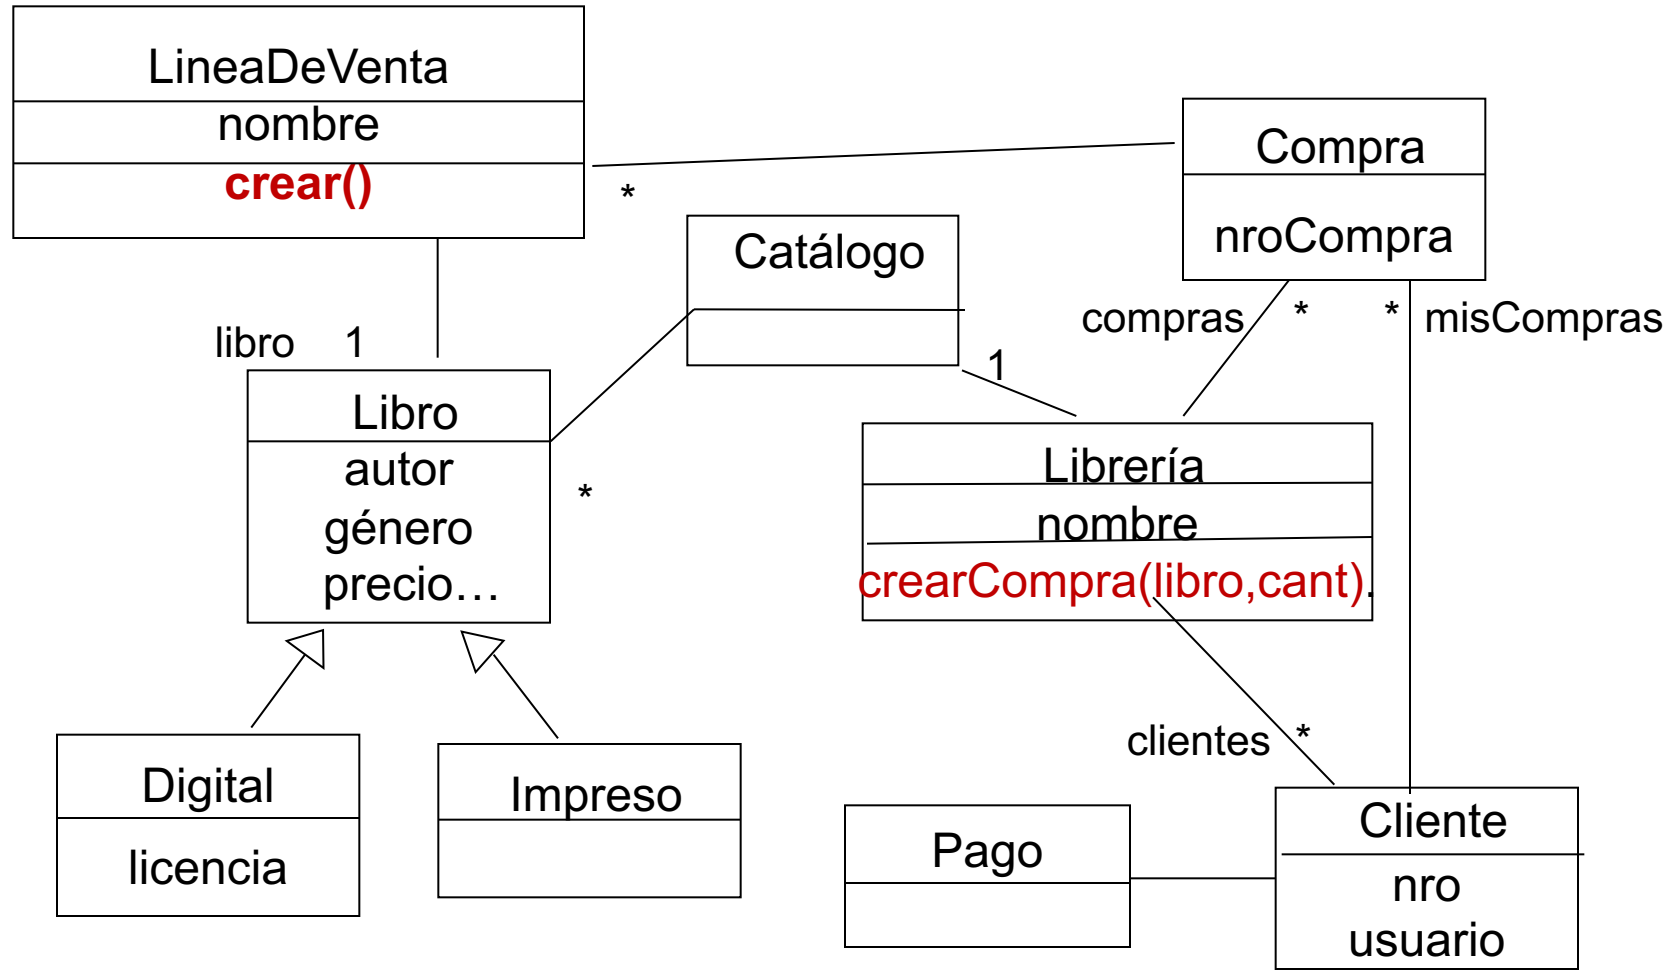 LineaDeVenta
nombre
crear()
*
Compra
nroCompra
Catálogo
compras
*
*
misCompras
libro
1
1
Libro
autor
género
precio…
*
Librería
nombre
crearCompra(libro,cant).
clientes
*
Digital
licencia
Impreso
Pago
Cliente
nro
usuario